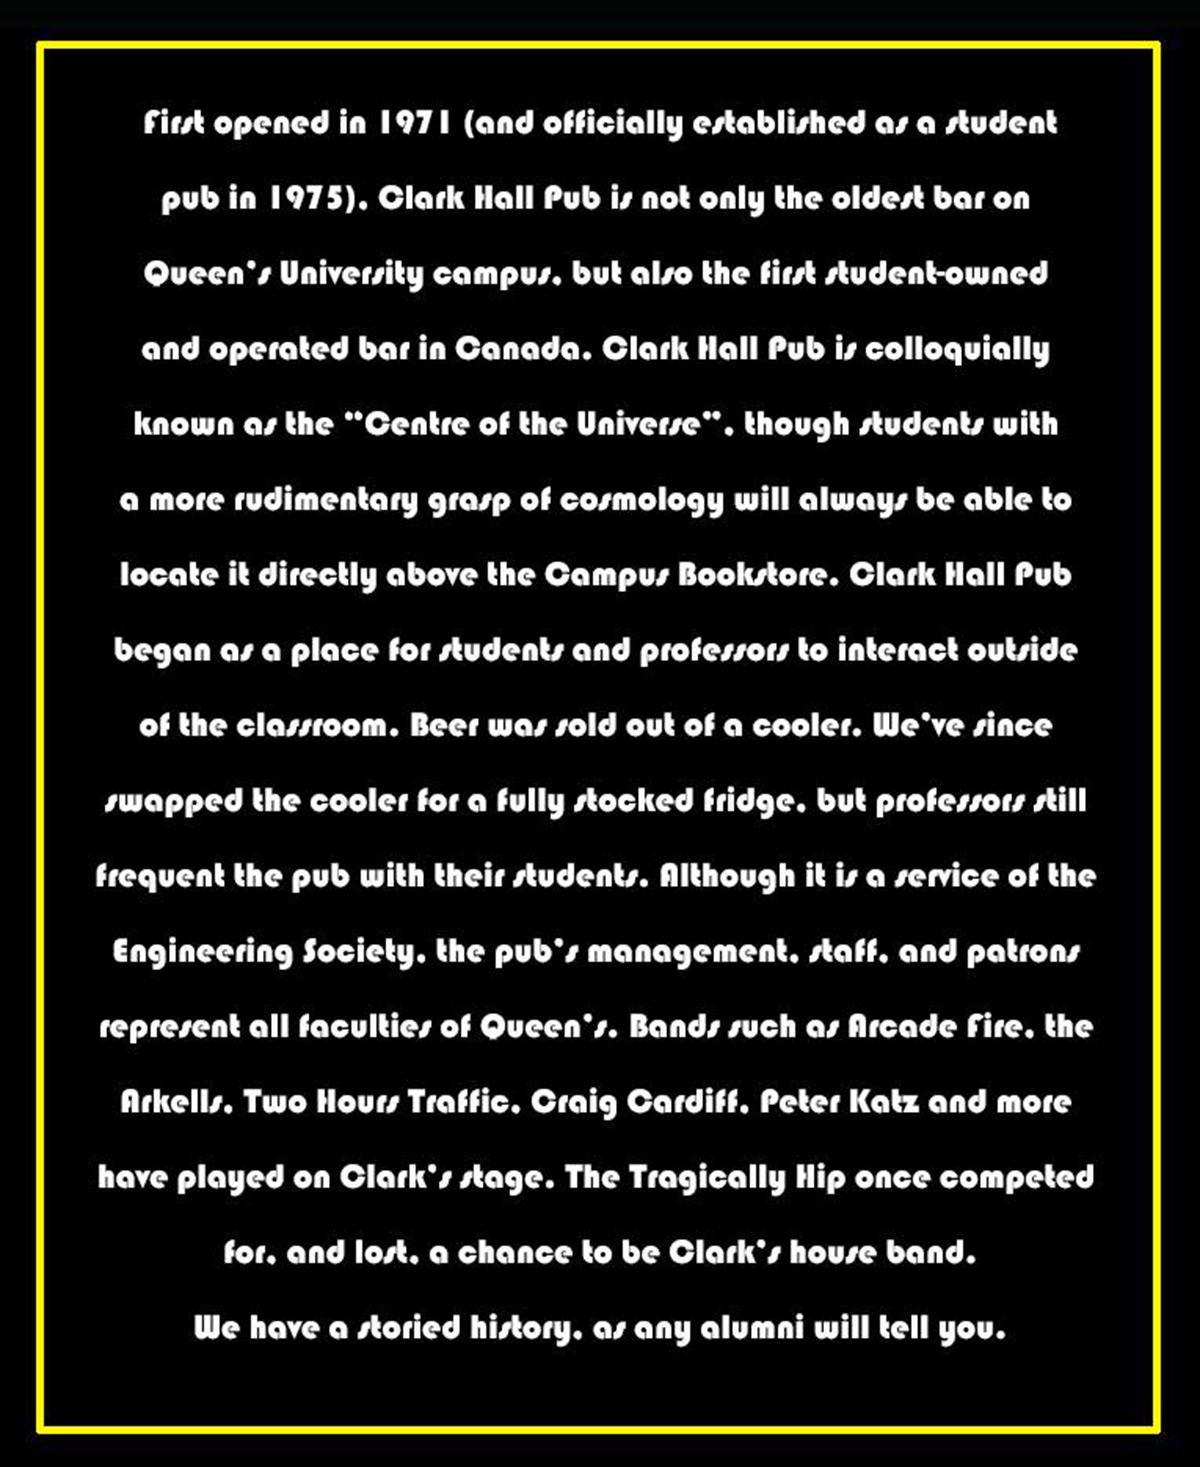 First opened in 1971 (and officially established as a student
pub in 1975), Clark Hall Pub is not only the oldest bar on
Queen's University campus, but also the first student-owned
and operated bar in Canada. Clark Hall Pub is colloquially
known as the "Centre of the Universe", though students with
a more rudimentary grasp of cosmology will always be able to
locate it directly above the Campus Bookstore. Clark Hall Pub
began as a place for students and professors to interact outside
of the classroom. Beer was sold out of a cooler. We've since
swapped the cooler for a fully stocked fridge, but professors still
frequent the pub with their students. Although it is a service of the
Engineering Society, the pub's management, staff, and patrons
represent all faculties of Queen's. Bands such as Arcade Fire, the
Arkells, Two Hours Traffic, Craig Cardiff, Peter Katz and more
have played on Clark's stage. The Tragically Hip once competed
for, and lost, a chance to be Clark's house band.
We have a storied history, as any alumni will tell you.